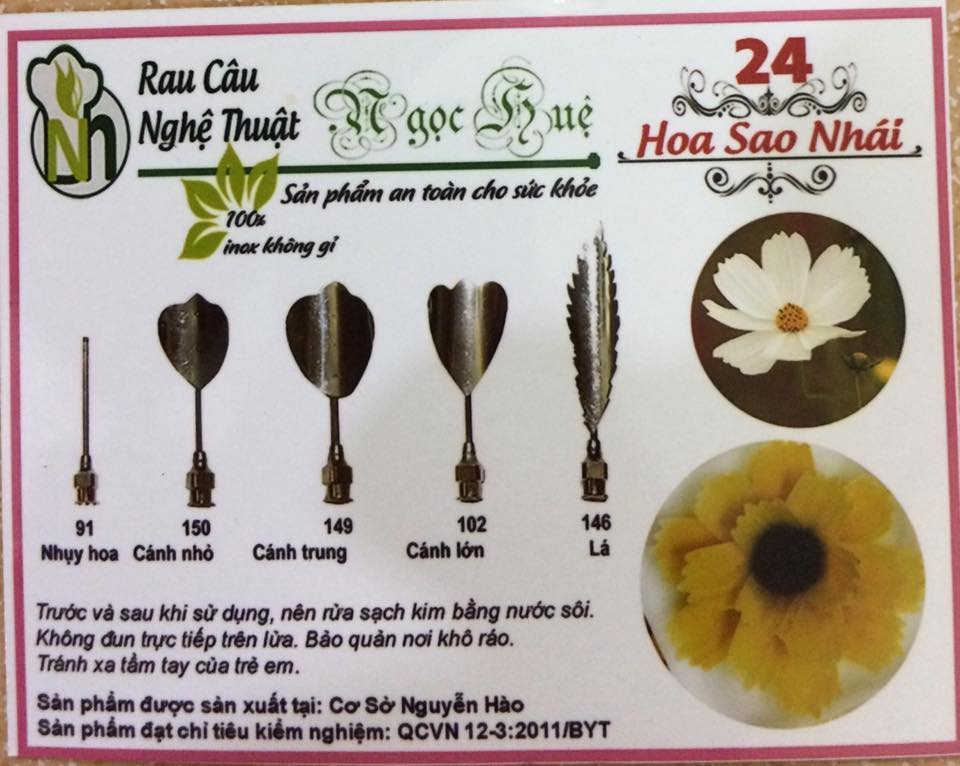 Nh
Rau Câu
Nghệ Thuật
Ngọc Huệ
Sản phẩm an toàn cho sức khỏe
100%
inox không gỉ
24
Hoa Sao Nhái
91
Nhụy hoa
150
Cánh nhỏ
149
Cánh trung
102
Cánh lớn
146
Lá
Trước và sau khi sử dụng, nên rửa sạch kim bằng nước sôi.
Không đun trực tiếp trên lửa. Bảo quản nơi khô ráo.
Tránh xa tầm tay của trẻ em.
Sản phẩm được sản xuất tại: Cơ Sở Nguyễn Hào
Sản phẩm đạt chỉ tiêu kiểm nghiệm: QCVN 12-3:2011/BYT